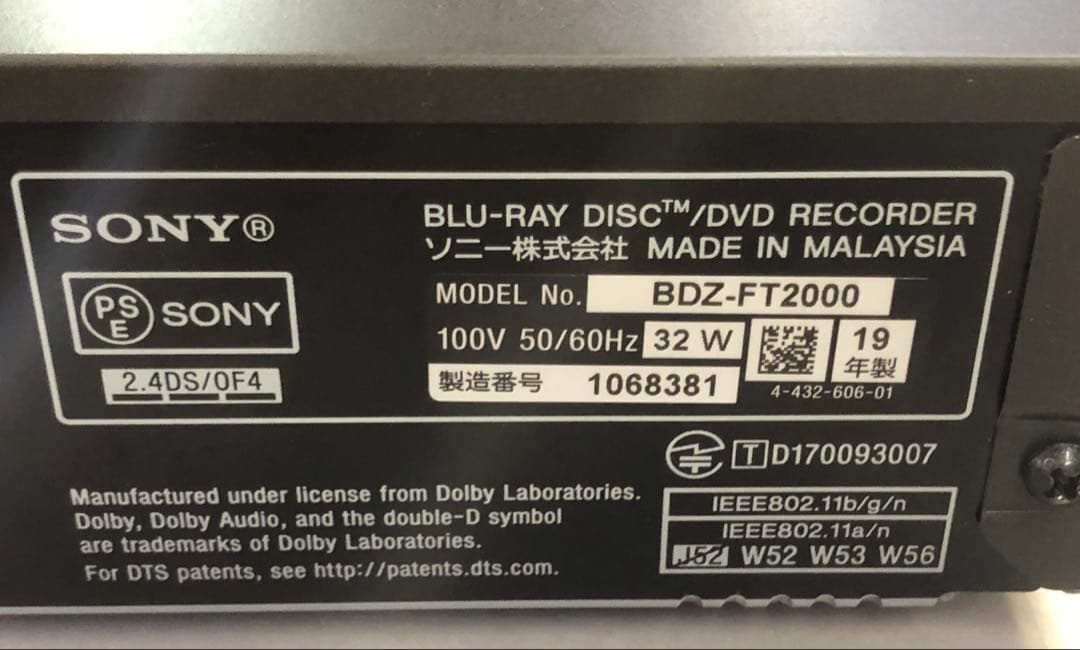 SONY®
BLU-RAY DISC™/DVD RECORDER
ソニー株式会社 MADE IN MALAYSIA
PSE SONY
MODEL No. BDZ-FT2000
100V 50/60Hz 32 W
19
年製
2.4DS/OF4
製造番号 1068381
4-432-606-01
T D170093007
Manufactured under license from Dolby Laboratories.
Dolby, Dolby Audio, and the double-D symbol
are trademarks of Dolby Laboratories.
For DTS patents, see http://patents.dts.com.
IEEE802.11b/g/n
IEEE802.11a/n
J52 W52 W53 W56